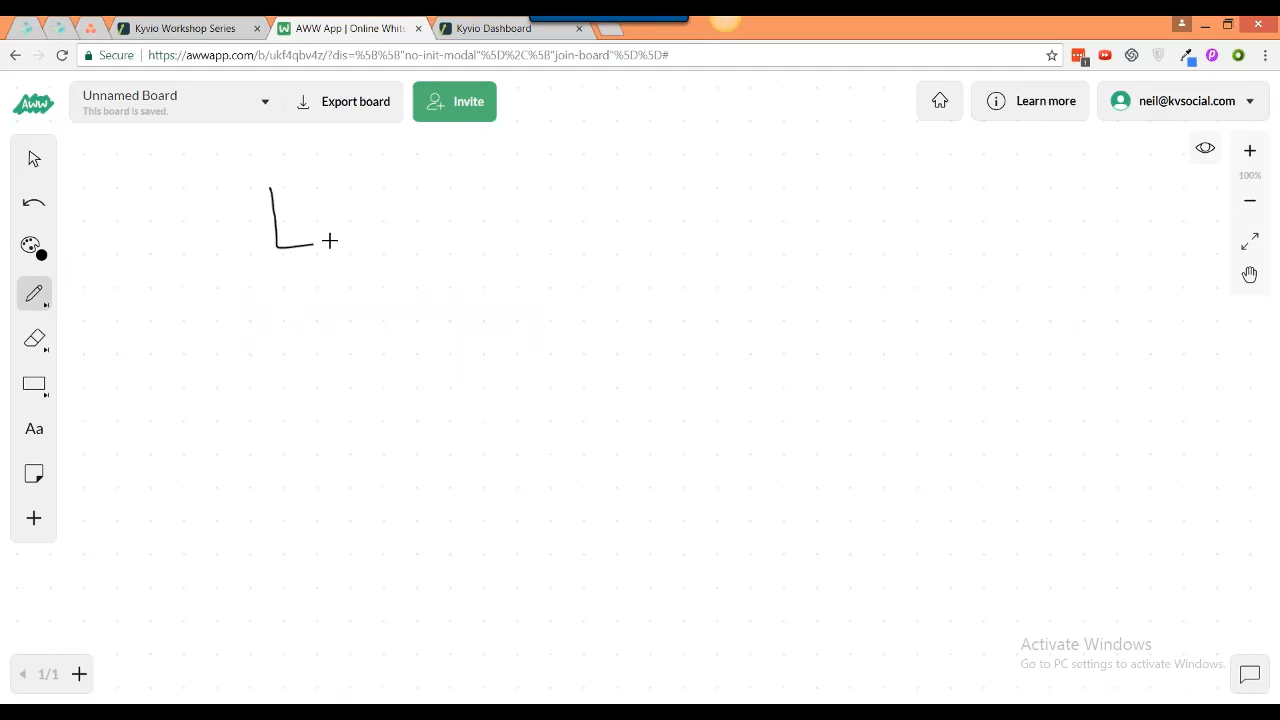 Kyvio Workshop Series
AWW App | Online White
Kyvio Dashboard
Secure https://awwapp.com/b/ukf4qbv4z/?dis=%5B%5B"no-init-modal"%5D%2C%5B"join-board"%5D%5D#
1
AWW
Unnamed Board
This board is saved.
Export board
Invite
Learn more
neil@kvsocial.com
100%
L
Aa
Activate Windows
Go to PC settings to activate Windows.
1/1